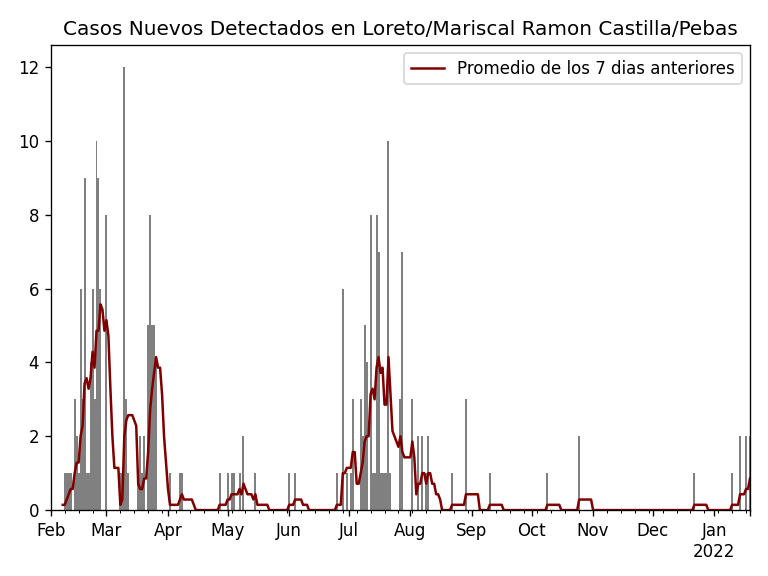 Casos Nuevos Detectados en Loreto/Mariscal Ramon Castilla/Pebas
Promedio de los 7 dias anteriores
12
10
8
6
4
2
0
Feb Mar Apr May Jun Jul Aug Sep Oct Nov Dec Jan
2022